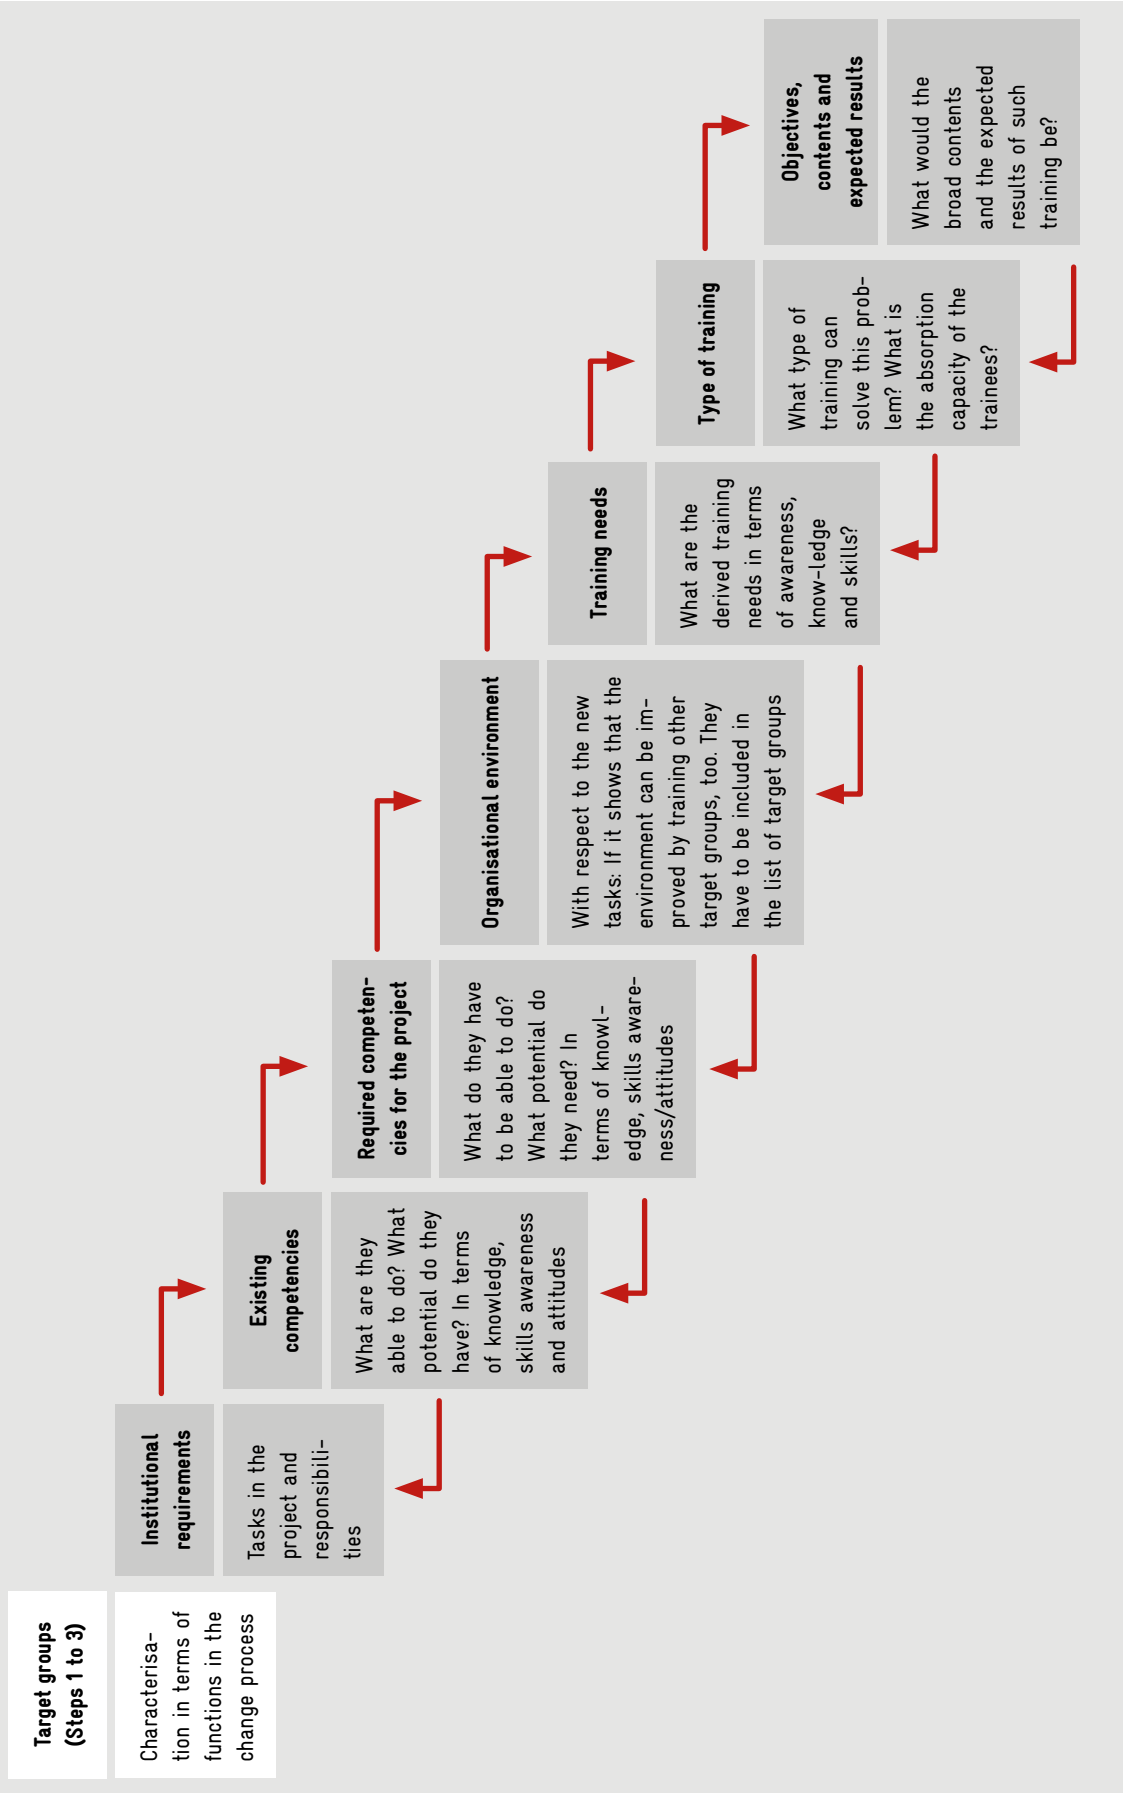 Target groups
(Steps 1 to 3)
Characterisa-
tion in terms of
functions in the
change process
Institutional
requirements
Tasks in the
project and
responsibili-
ties
Existing
competencies
What are they
able to do? What
potential do they
have? In terms
of knowledge,
skills awareness
and attitudes
Required competen-
cies for the project
What do they have
to be able to do?
What potential do
they need? In
terms of knowl-
edge, skills aware-
ness/attitudes
Organisational environment
With respect to the new
tasks: If it shows that the
environment can be im-
proved by training other
target groups, too. They
have to be included in
the list of target groups
Training needs
What are the
derived training
needs in terms
of awareness,
know-ledge
and skills?
Type of training
What type of
training can
solve this prob-
lem? What is
the absorption
capacity of the
trainees?
Objectives,
contents and
expected results
What would the
broad contents
and the expected
results of such
training be?